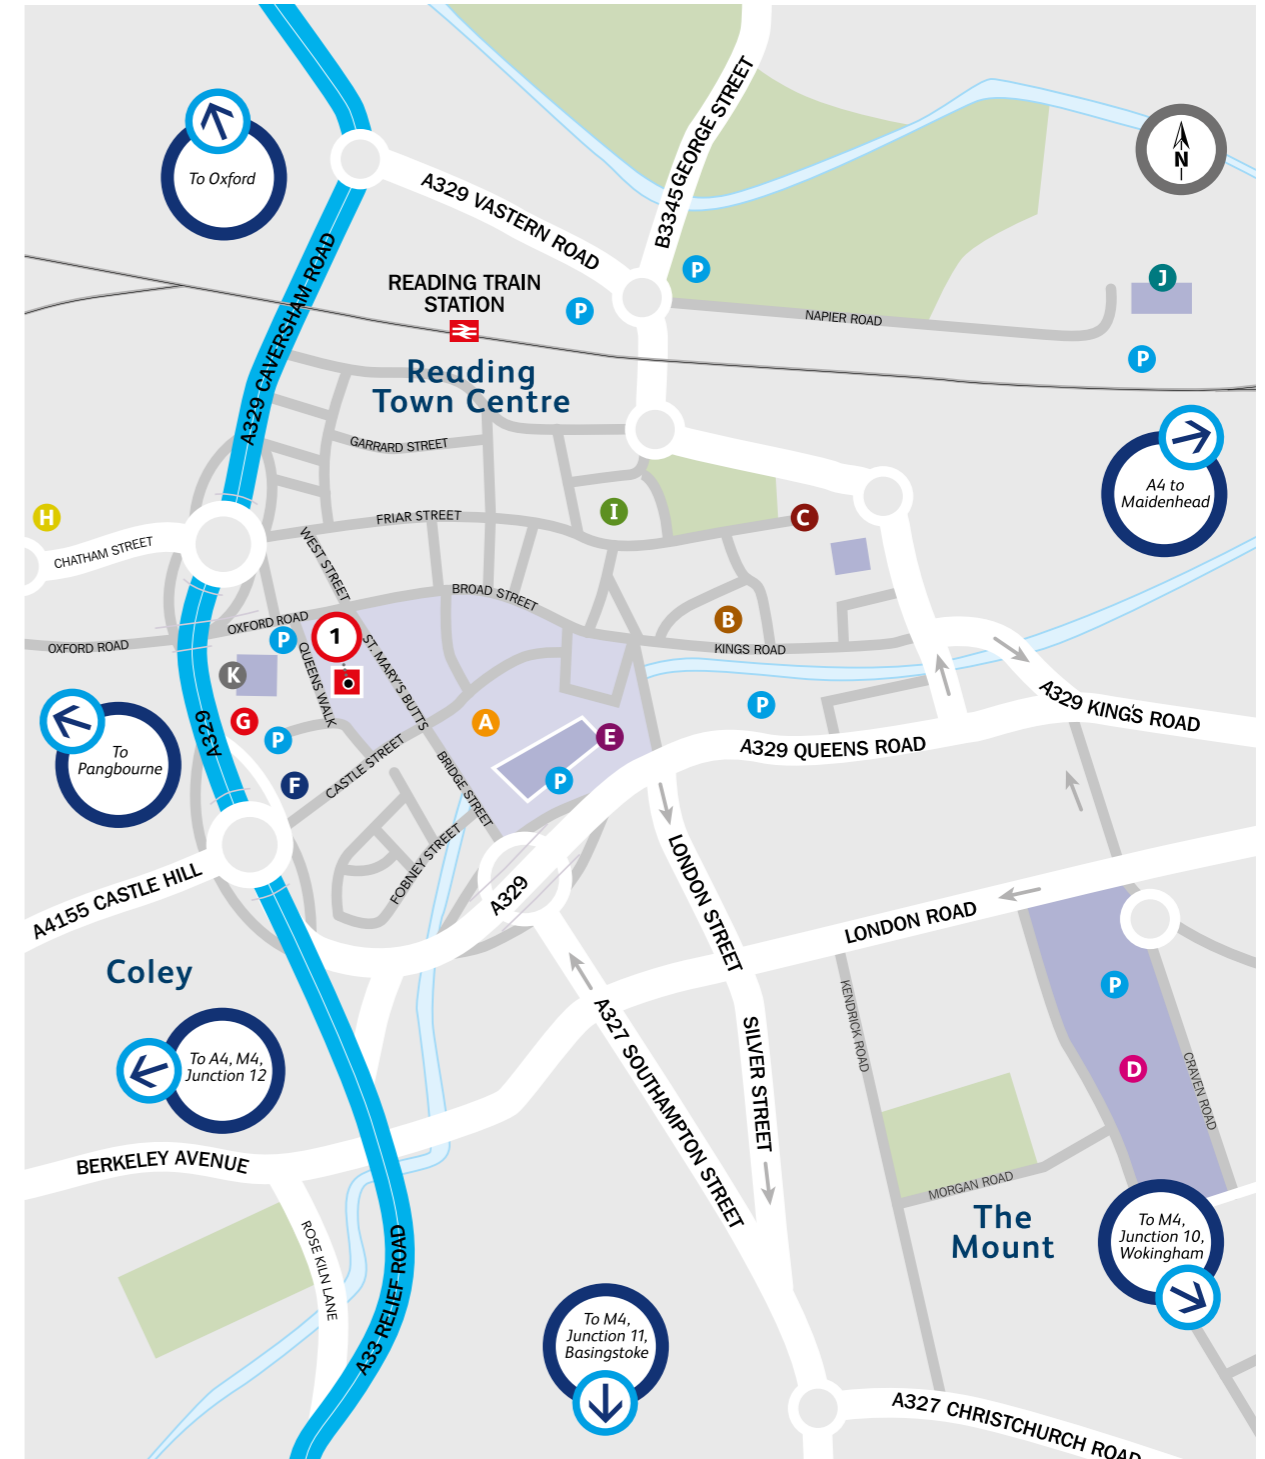 B3345 GEORGE STREET
N
To Oxford
A329 VASTERN ROAD
P
J
READING TRAIN
STATION
P
NAPIER ROAD
A329 CAVERSHAM ROAD
P
Reading
Town Centre
GARRARD STREET
A4 to
Maidenhead
H
FRIAR STREET
I
C
CHATHAM STREET
WEST STREET
BROAD STREET
OXFORD ROAD
OXFORD ROAD
P
1
B
KINGS ROAD
K
QUEENS WALK
ST. MARY'S BUTTS
G
P
A
E
P
A329 KING'S ROAD
A329 QUEENS ROAD
A329
To
Pangbourne
F
CASTLE STREET
BRIDGE STREET
P
FOBNEY STREET
A329
LONDON STREET
A4155 CASTLE HILL
LONDON ROAD
Coley
P
KENDRICK ROAD
A327 SOUTHAMPTON STREET
SILVER STREET
To A4, M4,
Junction 12
D
CRAVEN ROAD
BERKELEY AVENUE
MORGAN ROAD
The
Mount
To M4,
Junction 10,
Wokingham
ROSE KILN LANE
A33 RELIEF ROAD
To M4,
Junction 11,
Basingstoke
A327 CHRISTCHURCH ROAD